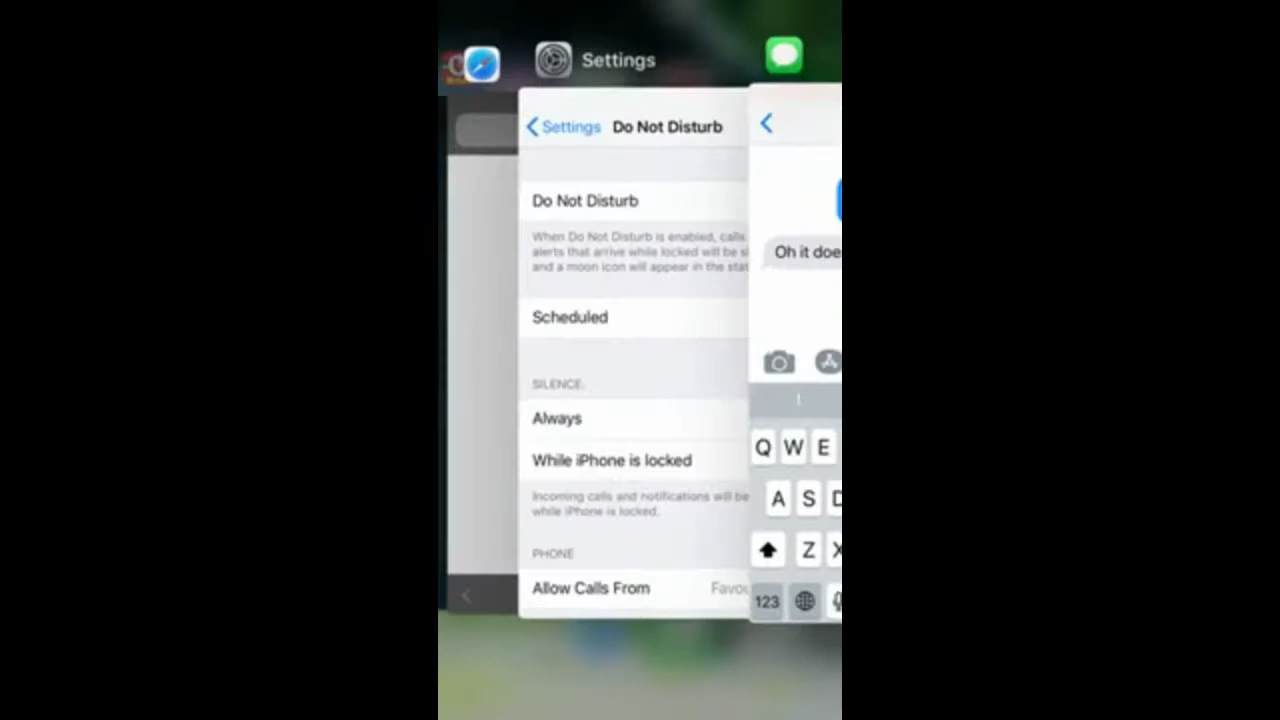 Settings
Settings
Do Not Disturb
Do Not Disturb
When Do Not Disturb is enabled, calls
alerts that arrive while locked will be
and a moon icon will appear in the
Scheduled
SILENCE:
Always
While iPhone is locked
Incoming calls and notifications will be
while iPhone is locked.
PHONE
Allow Calls From
Oh it doe
Q W E
A S D
Z X
123